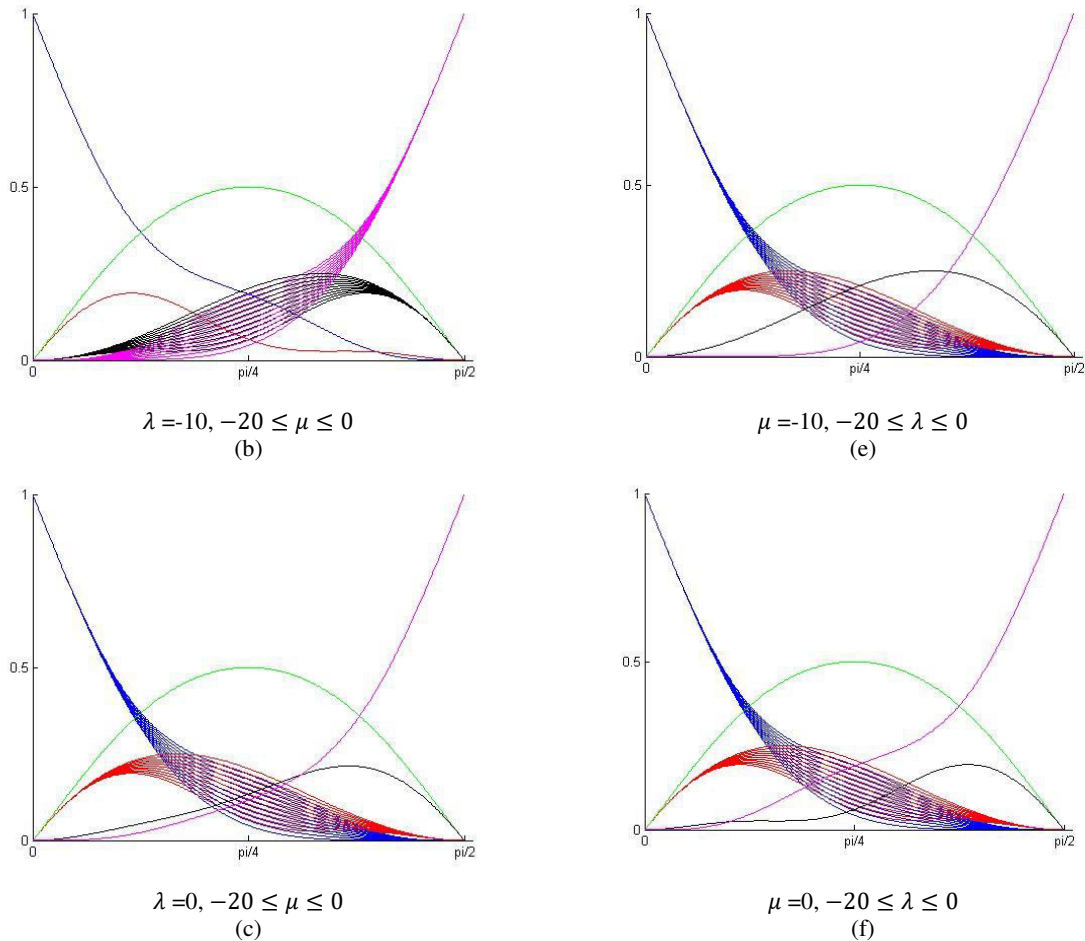 1
0.5
0
0
pi/4
pi/2
λ =-10, −20 ≤ μ ≤ 0
(b)
1
0.5
0
0
pi/4
pi/2
μ =-10, −20 ≤ λ ≤ 0
(e)
1
0.5
0
0
pi/4
pi/2
λ =0, −20 ≤ μ ≤ 0
(c)
1
0.5
0
0
pi/4
pi/2
μ =0, −20 ≤ λ ≤ 0
(f)